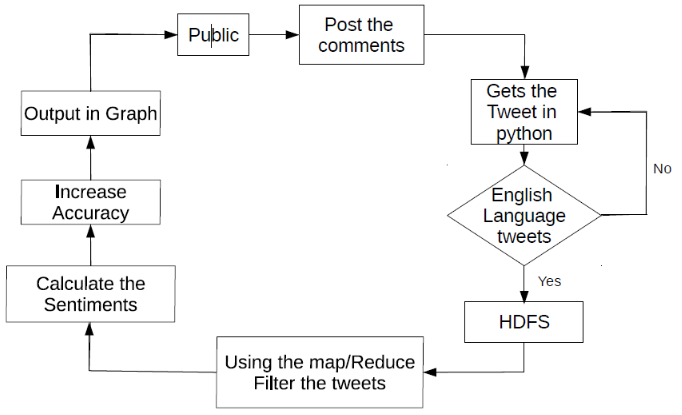 Public
Post the
comments
Gets the
Tweet in
python
No
English
Language
tweets
Yes
HDFS
Using the map/Reduce
Filter the tweets
Calculate the
Sentiments
Increase
Accuracy
Output in Graph